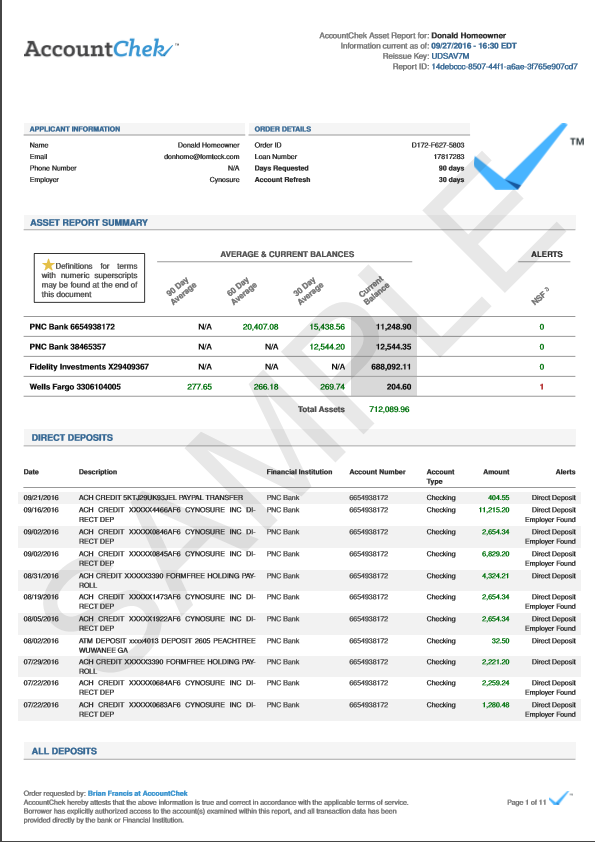 AccountChek™
AccountChek Asset Report for: Donald Homeowner
Information current as of: 09/27/2016 - 16:30 EDT
Reissue Key: UDSAV7M
Report ID: 14debccc-8507-44f1-a6ae-3f765e907cd7
APPLICANT INFORMATION
Name Donald Homeowner
Email donhome@fomteck.com
Phone Number N/A
Employer Cynosure
ORDER DETAILS
Order ID D172-F627-5803
Loan Number 17817283
Days Requested 90 days
Account Refresh 30 days
TM
ASSET REPORT SUMMARY
Definitions for terms
with numeric superscripts
may be found at the end of
this document
AVERAGE & CURRENT BALANCES ALERTS
90 Day Average 60 Day Average 30 Day Average Current Balance NSF 3
PNC Bank 6654938172 N/A 20,407.08 15,438.56 11,248.90 0
PNC Bank 38465357 N/A N/A 12,544.20 12,544.35 0
Fidelity Investments X29409367 N/A N/A N/A 688,092.11 0
Wells Fargo 3306104005 277.65 266.18 269.74 204.60 1
Total Assets 712,089.96
DIRECT DEPOSITS
Date Description Financial Institution Account Number Account Type Amount Alerts
09/21/2016 ACH CREDIT 5KTJ29UK93JEL PAYPAL TRANSFER PNC Bank 6654938172 Checking 404.55 Direct Deposit
09/16/2016 ACH CREDIT XXXXX4466AF6 CYNOSURE INC DI- PNC Bank 6654938172 Checking 11,215.20 Direct Deposit
RECT DEP Employer Found
09/02/2016 ACH CREDIT XXXXX0846AF6 CYNOSURE INC DI- PNC Bank 6654938172 Checking 2,654.34 Direct Deposit
RECT DEP Employer Found
09/02/2016 ACH CREDIT XXXXX0845AF6 CYNOSURE INC DI- PNC Bank 6654938172 Checking 6,829.20 Direct Deposit
RECT DEP Employer Found
08/31/2016 ACH CREDIT XXXXX3390 FORMFREE HOLDING PAY- PNC Bank 6654938172 Checking 4,324.21 Direct Deposit
ROLL
08/19/2016 ACH CREDIT XXXXX1473AF6 CYNOSURE INC DI- PNC Bank 6654938172 Checking 2,654.34 Direct Deposit
RECT DEP Employer Found
08/05/2016 ACH CREDIT XXXXX1922AF6 CYNOSURE INC DI- PNC Bank 6654938172 Checking 2,654.34 Direct Deposit
RECT DEP Employer Found
08/02/2016 ATM DEPOSIT xxxx4013 DEPOSIT 2605 PEACHTREE PNC Bank 6654938172 Checking 32.50 Direct Deposit
WUWANEE GA
07/29/2016 ACH CREDIT XXXXX3390 FORMFREE HOLDING PAY- PNC Bank 6654938172 Checking 2,221.20 Direct Deposit
ROLL
07/22/2016 ACH CREDIT XXXXX0684AF6 CYNOSURE INC DI- PNC Bank 6654938172 Checking 2,259.24 Direct Deposit
RECT DEP Employer Found
07/22/2016 ACH CREDIT XXXXX0683AF6 CYNOSURE INC DI- PNC Bank 6654938172 Checking 1,280.48 Direct Deposit
RECT DEP Employer Found
ALL DEPOSITS
SAMPLE
Order requested by: Brian Francis at AccountChek
AccountChek hereby attests that the above information is true and correct in accordance with the applicable terms of service.
Borrower has explicitly authorized access to the account(s) examined within this report, and all transaction data has been
provided directly by the bank or Financial Institution.
Page 1 of 11